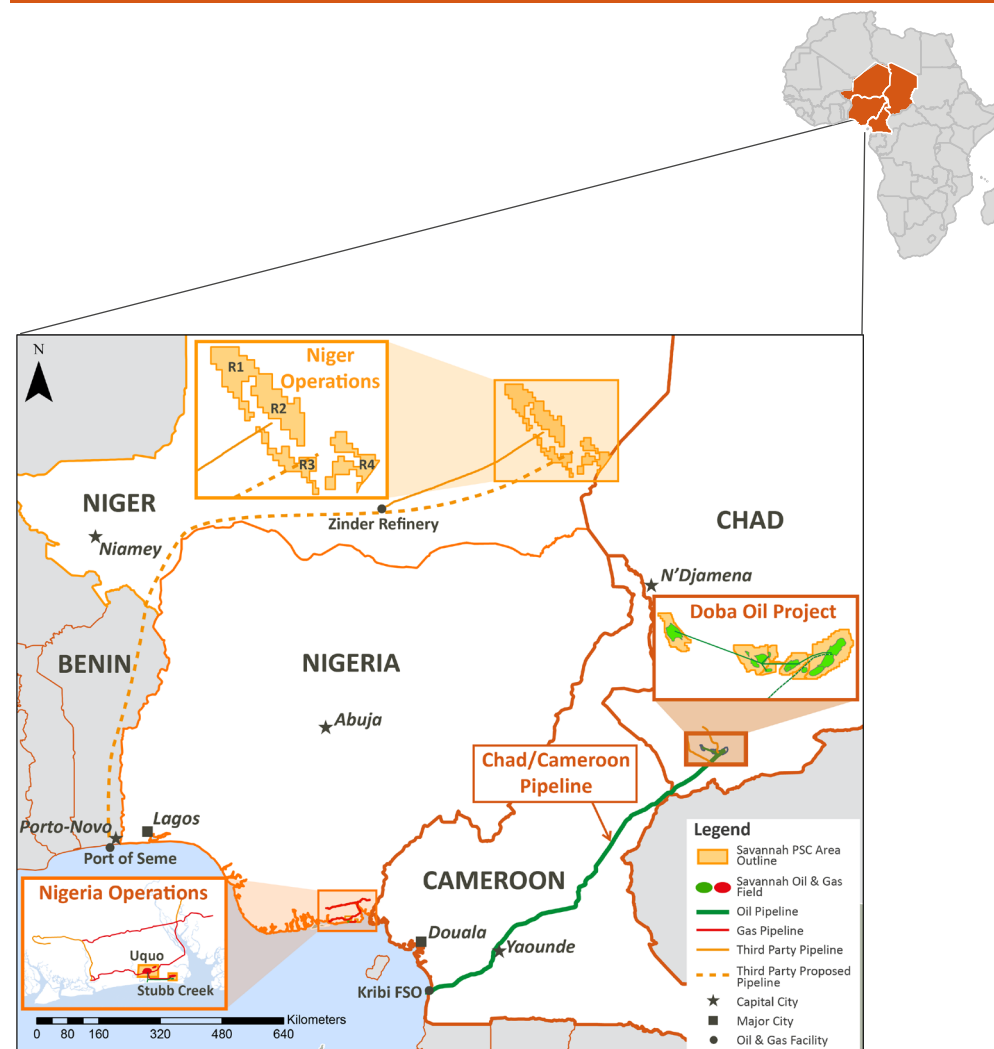 N
Niger
Operations
R1
R2
R3
R4
NIGER
Niamey
Zinder Refinery
CHAD
N'Djamena
Doba Oil Project
BENIN
NIGERIA
Abuja
Chad/Cameroon
Pipeline
Porto-Novo
Lagos
Port of Seme
CAMEROON
Nigeria Operations
Uquo
Stubb Creek
Douala
Yaounde
Kribi FSO
Kilometers
0 80 160 320 480 640
Legend
Savannah PSC Area
Outline
Savannah Oil & Gas
Field
Oil Pipeline
Gas Pipeline
Third Party Pipeline
Third Party Proposed
Pipeline
Capital City
Major City
Oil & Gas Facility